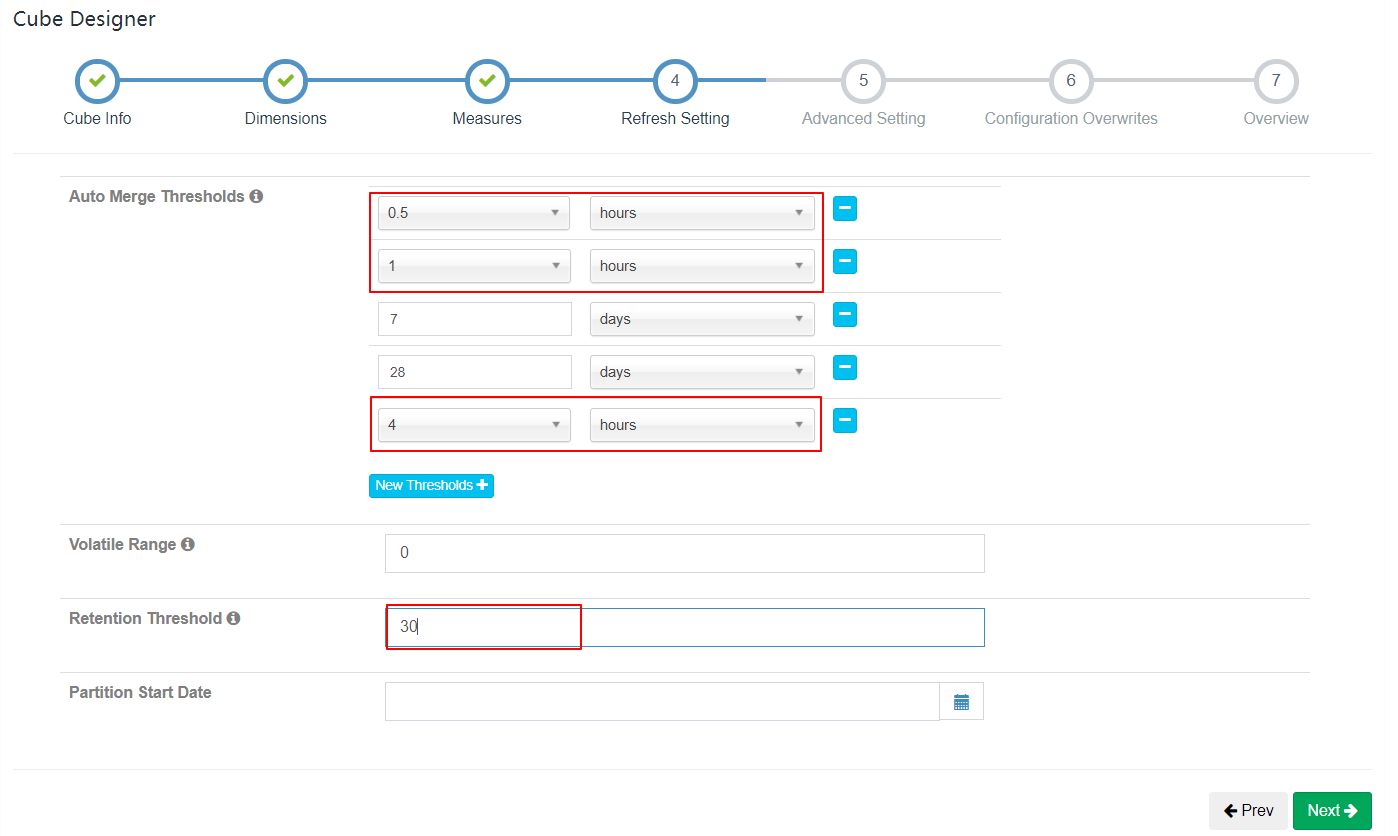 Cube Designer
4 5 6 7
Cube Info Dimensions Measures Refresh Setting Advanced Setting Configuration Overwrites Overview
Auto Merge Thresholds
0.5 hours
1 hours
7 days
28 days
4 hours
New Thresholds
Volatile Range
0
Retention Threshold
30
Partition Start Date
Prev Next